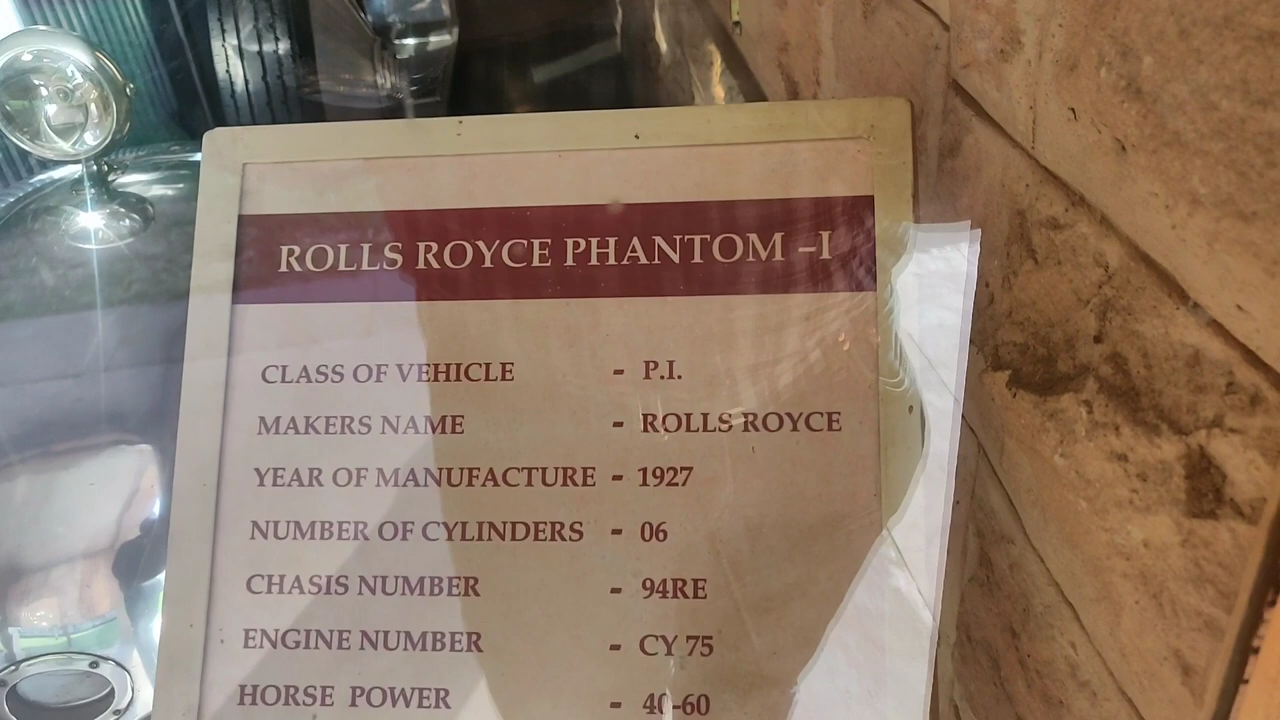 ROLLS ROYCE PHANTOM –I
CLASS OF VEHICLE - P.I.
MAKERS NAME - ROLLS ROYCE
YEAR OF MANUFACTURE - 1927
NUMBER OF CYLINDERS - 06
CHASIS NUMBER - 94RE
ENGINE NUMBER - CY 75
HORSE POWER - 40-60